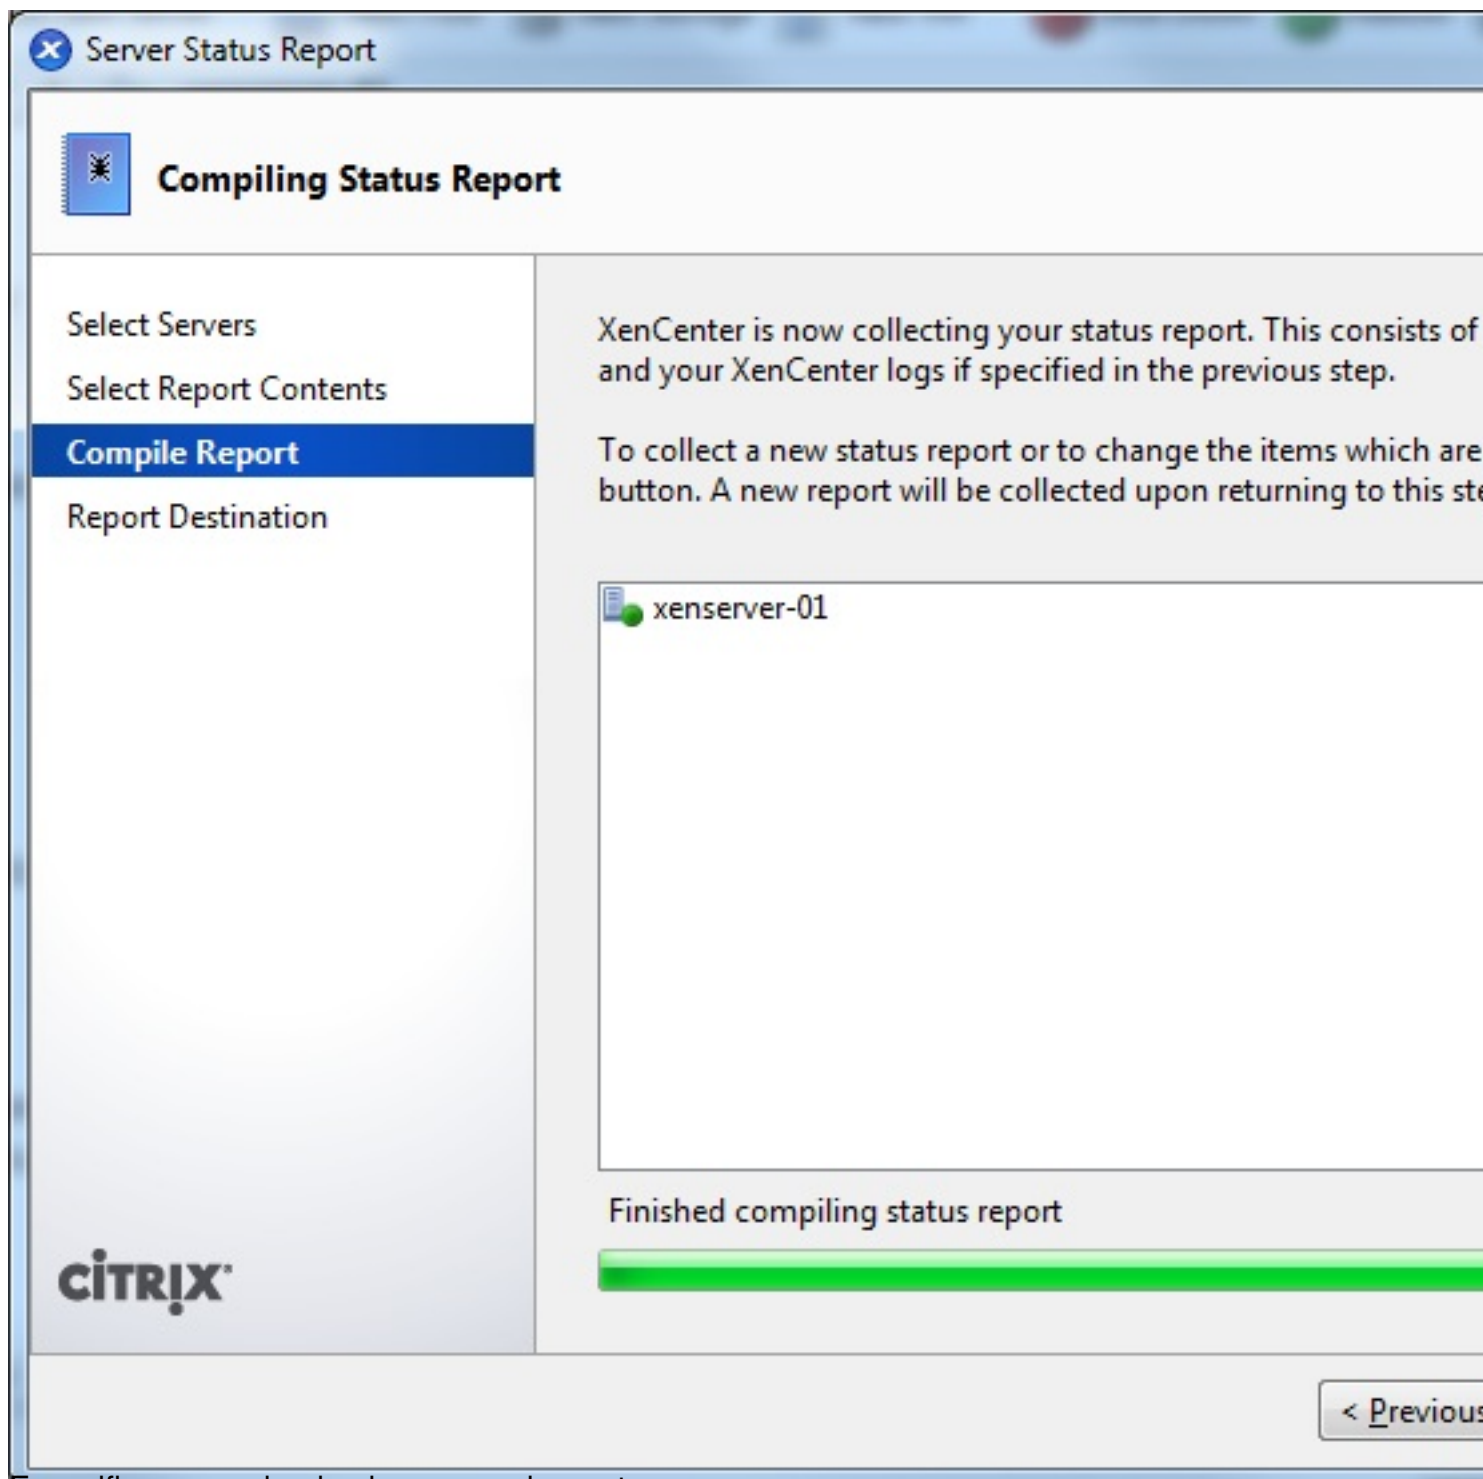 Server Status Report
Compiling Status Report
Select Servers
Select Report Contents
Compile Report
Report Destination
XenCenter is now collecting your status report. This consists of
and your XenCenter logs if specified in the previous step.
To collect a new status report or to change the items which are
button. A new report will be collected upon returning to this
xenserver-01
Finished compiling status report
CİTRIX
< Previous